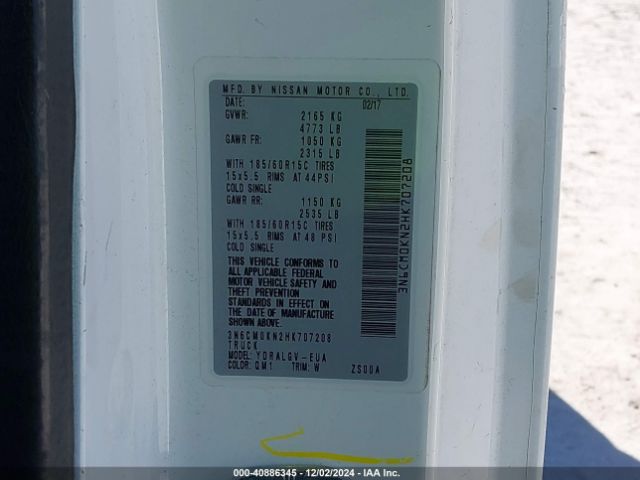 MFD. BY NISSAN MOTOR CO., LTD.
DATE: 02/17
GVWR: 2165 KG
4773 LB
GAWR FR: 1050 KG
2315 LB
WITH 185/60R15C TIRES
15x5.5 RIMS AT 44PSI
COLD SINGLE
GAWR RR: 1150 KG
2535 LB
WITH 185/60R15C TIRES
15x5.5 RIMS AT 48 PSI
COLD SINGLE
THIS VEHICLE CONFORMS TO
ALL APPLICABLE FEDERAL
MOTOR VEHICLE SAFETY AND
THEFT PREVENTION
STANDARDS IN EFFECT ON
THE DATE OF MANUFACTURE
SHOWN ABOVE.
3N6CM0KN2HK707208
TRUCK
MODEL: YDRALGV-EUA
COLOR: QM1 TRIM: W ZS00A
3N6CM0KN2HK707208
000-40886345 - 12/02/2024 - IAA Inc.